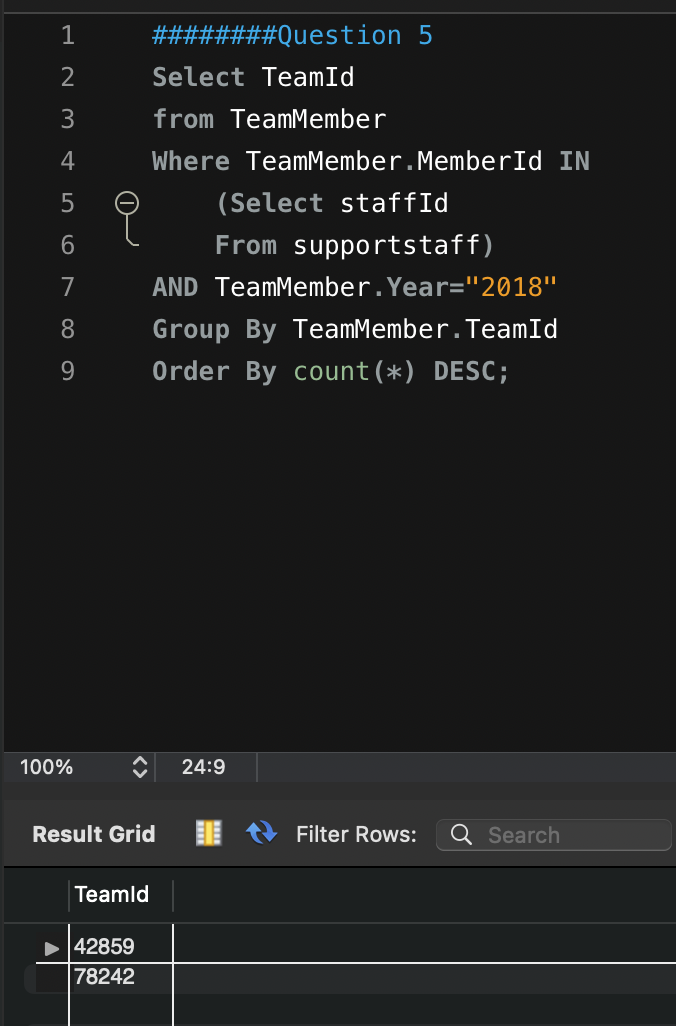 1 ########Question 5
2 Select TeamId
3 from TeamMember
4 Where TeamMember.MemberId IN
5 (Select staffId
6 From supportstaff)
7 AND TeamMember.Year="2018"
8 Group By TeamMember.TeamId
9 Order By count(*) DESC;
100% 24:9
Result Grid Filter Rows: Search
TeamId
42859
78242